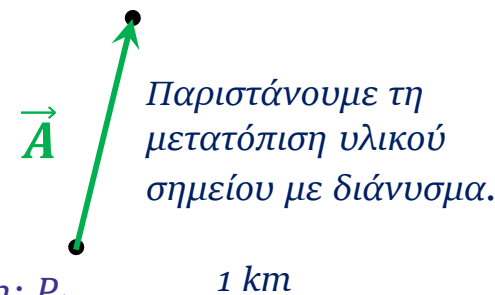 Παριστάνουμε τη
A
μετατόπιση υλικού
σημείου με διάνυσμα.
1 km
P.